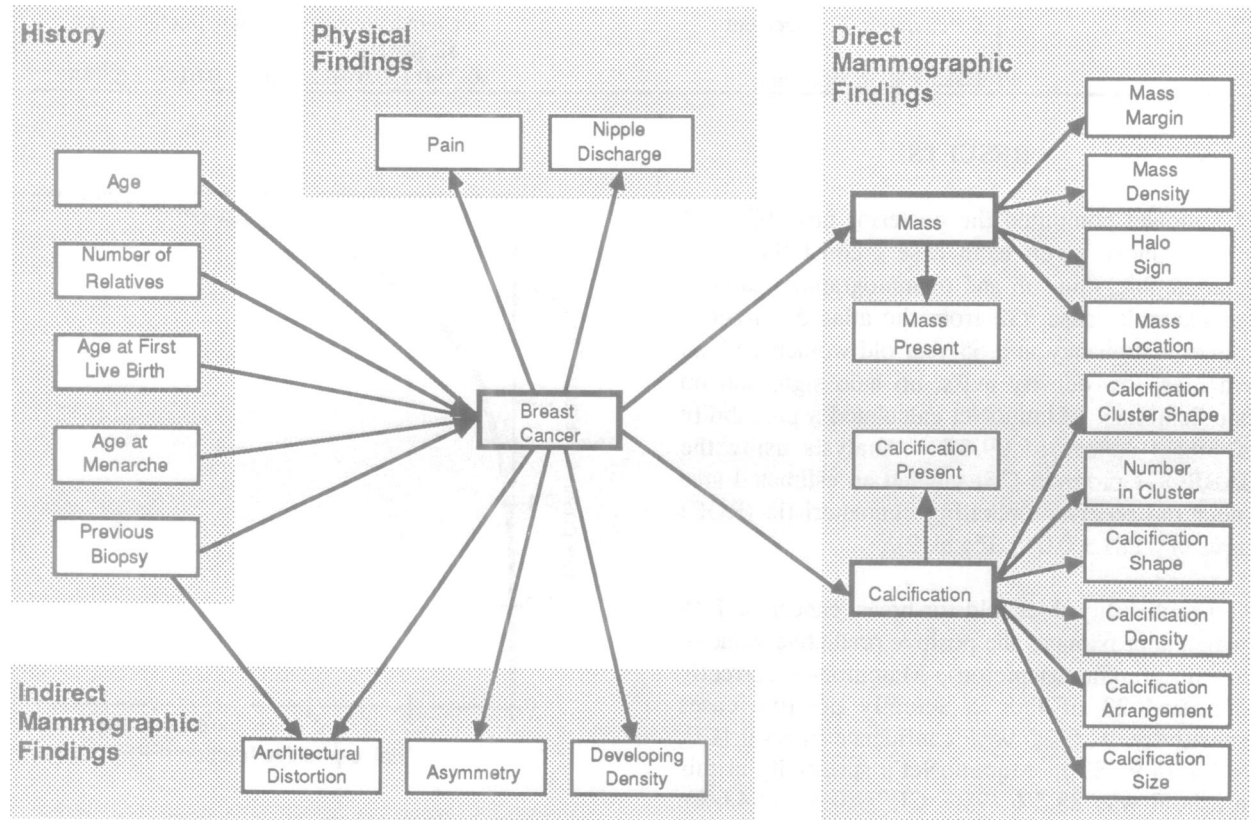 History
Age
Number of
Relatives
Age at First
Live Birth
Age at
Menarche
Previous
Biopsy
Physical
Findings
Pain
Nipple
Discharge
Breast
Cancer
Indirect
Mammographic
Findings
Architectural
Distortion
Asymmetry
Developing
Density
Direct
Mammographic
Findings
Mass
Mass
Present
Mass
Margin
Mass
Density
Halo
Sign
Mass
Location
Calcification
Present
Calcification
Calcification
Cluster Shape
Number
in Cluster
Calcification
Shape
Calcification
Density
Calcification
Arrangement
Calcification
Size